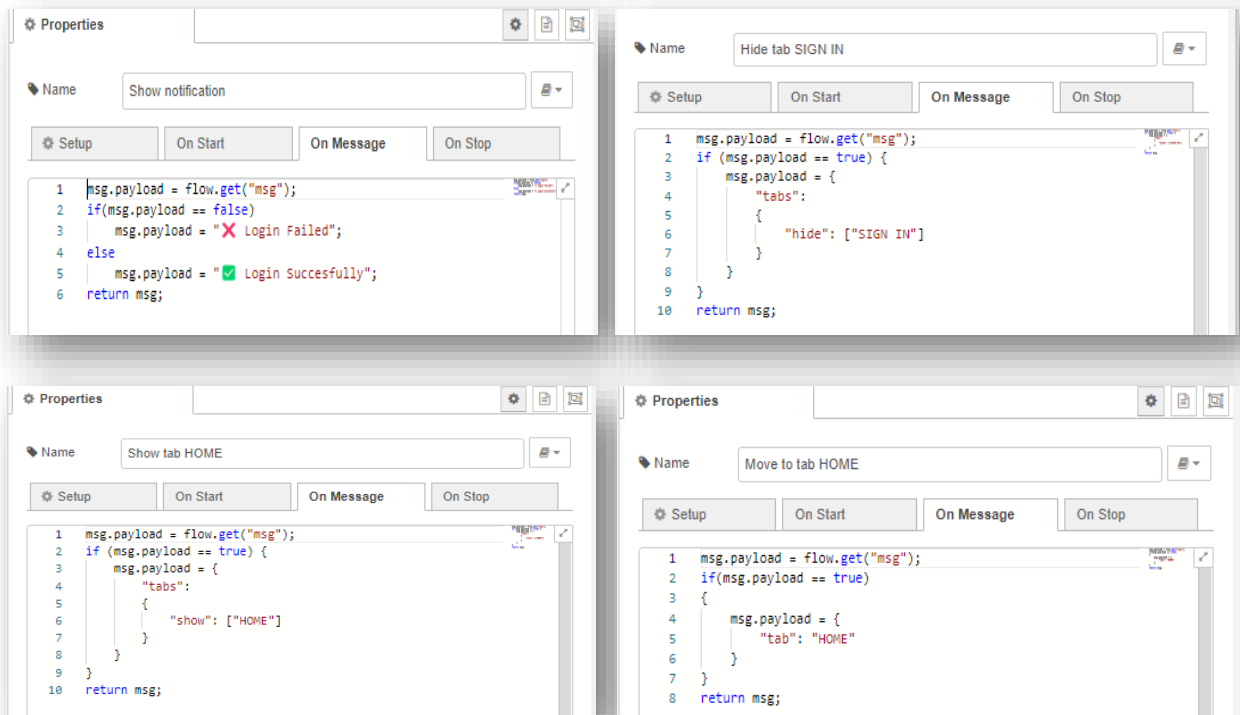 Properties
Name
Show notification
Setup
On Start
On Message
On Stop
1 msg.payload = flow.get("msg");
2 if(msg.payload == false)
3 msg.payload = "❌ Login Failed";
4 else
5 msg.payload = "✅ Login Succesfully";
6 return msg;
Name
Hide tab SIGN IN
Setup
On Start
On Message
On Stop
1 msg.payload = flow.get("msg");
2 if (msg.payload == true) {
3 msg.payload = {
4 "tabs":
5 {
6 "hide": ["SIGN IN"]
7 }
8 }
9 }
10 return msg;
Properties
Name
Show tab HOME
Setup
On Start
On Message
On Stop
1 msg.payload = flow.get("msg");
2 if (msg.payload == true) {
3 msg.payload = {
4 "tabs":
5 {
6 "show": ["HOME"]
7 }
8 }
9 }
10 return msg;
Properties
Name
Move to tab HOME
Setup
On Start
On Message
On Stop
1 msg.payload = flow.get("msg");
2 if(msg.payload == true)
3 {
4 msg.payload = {
5 "tab": "HOME"
6 }
7 }
8 return msg;